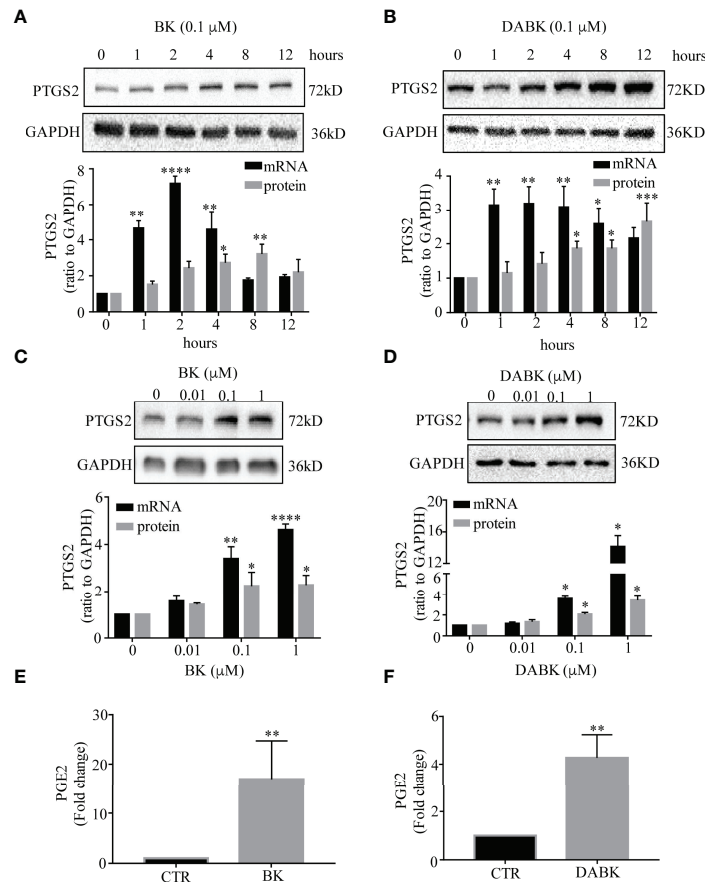 A
BK (0.1 μM)
0 1 2 4 8 12 hours
PTGS2 72kD
GAPDH 36kD
mRNA
protein
PTGS2
(ratio to GAPDH)
8
6
4
2
0
** **** ** * **
0 1 2 4 8 12
hours
B
DABK (0.1 μM)
0 1 2 4 8 12 hours
PTGS2 72KD
GAPDH 36KD
mRNA
protein
PTGS2
(ratio to GAPDH)
4
3
2
1
0
** ** ** * * * ***
0 1 2 4 8 12
hours
C
BK (μM)
0 0.01 0.1 1
PTGS2 72kD
GAPDH 36kD
mRNA
protein
PTGS2
(ratio to GAPDH)
6
4
2
0
** * **** *
0 0.01 0.1 1
BK (μM)
D
DABK (μM)
0 0.01 0.1 1
PTGS2 72KD
GAPDH 36KD
mRNA
protein
PTGS2
(ratio to GAPDH)
20
16
12
6
4
2
0
* * * *
0 0.01 0.1 1
DABK (μM)
E
PGE2
(Fold change)
30
20
10
0
**
CTR BK
F
PGE2
(Fold change)
6
4
2
0
**
CTR DABK